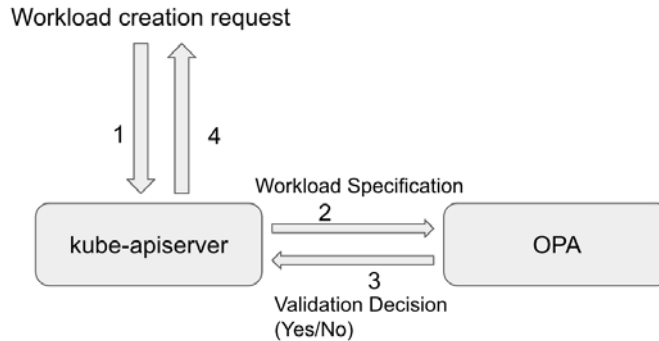 Workload creation request
1
4
Workload Specification
2
kube-apiserver
OPA
3
Validation Decision
(Yes/No)